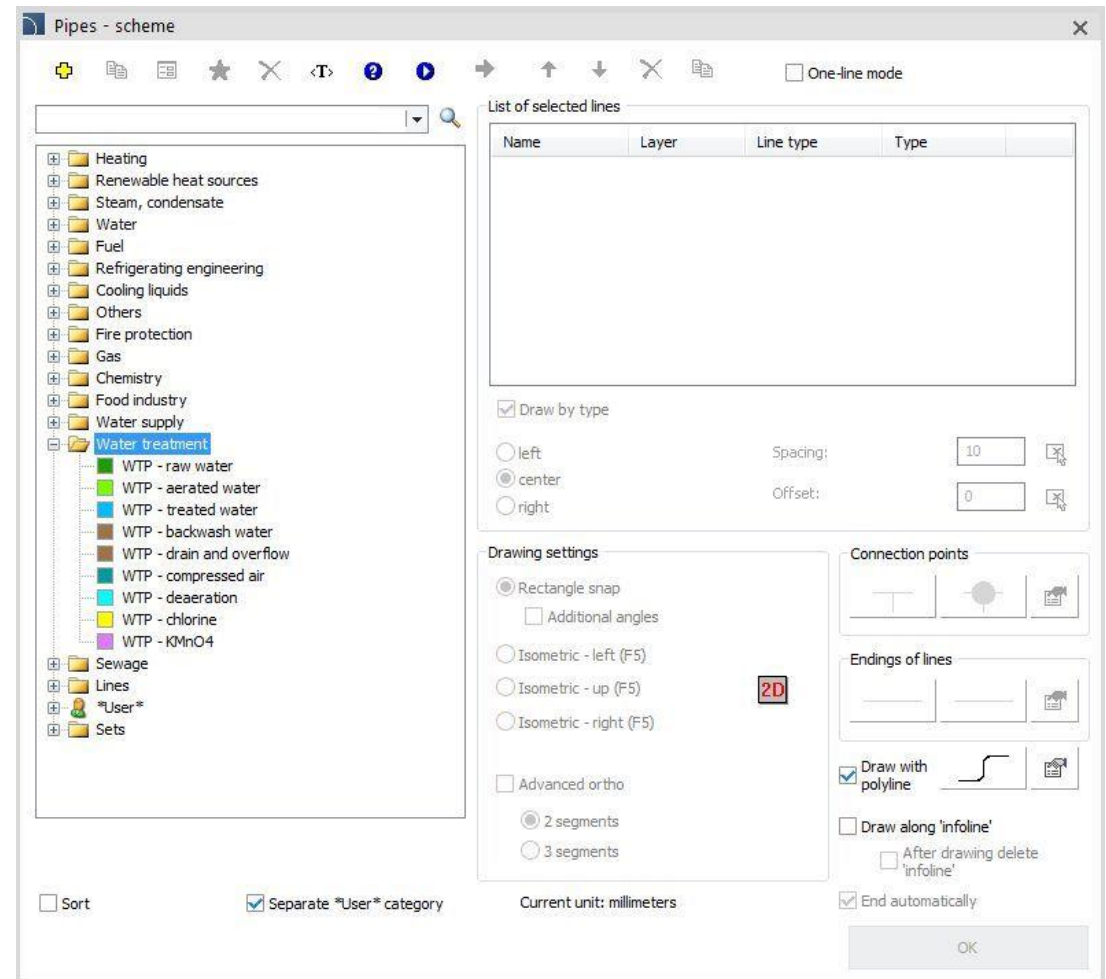 Pipes - scheme
<T>
One-line mode
Heating
Renewable heat sources
Steam, condensate
Water
Fuel
Refrigerating engineering
Cooling liquids
Others
Fire protection
Gas
Chemistry
Food industry
Water supply
Water treatment
WTP - raw water
WTP - aerated water
WTP - treated water
WTP - backwash water
WTP - drain and overflow
WTP - compressed air
WTP - deaeration
WTP - chlorine
WTP - KMnO4
Sewage
Lines
*User*
Sets
Sort
Separate *User* category
List of selected lines
Name Layer Line type Type
Draw by type
left
center
right
Spacing: 10
Offset: 0
Drawing settings
Rectangle snap
Additional angles
Isometric - left (F5)
Isometric - up (F5)
Isometric - right (F5)
2D
Advanced ortho
2 segments
3 segments
Current unit: millimeters
Connection points
Endings of lines
Draw with
polyline
Draw along 'infoline'
After drawing delete
'infoline'
End automatically
OK